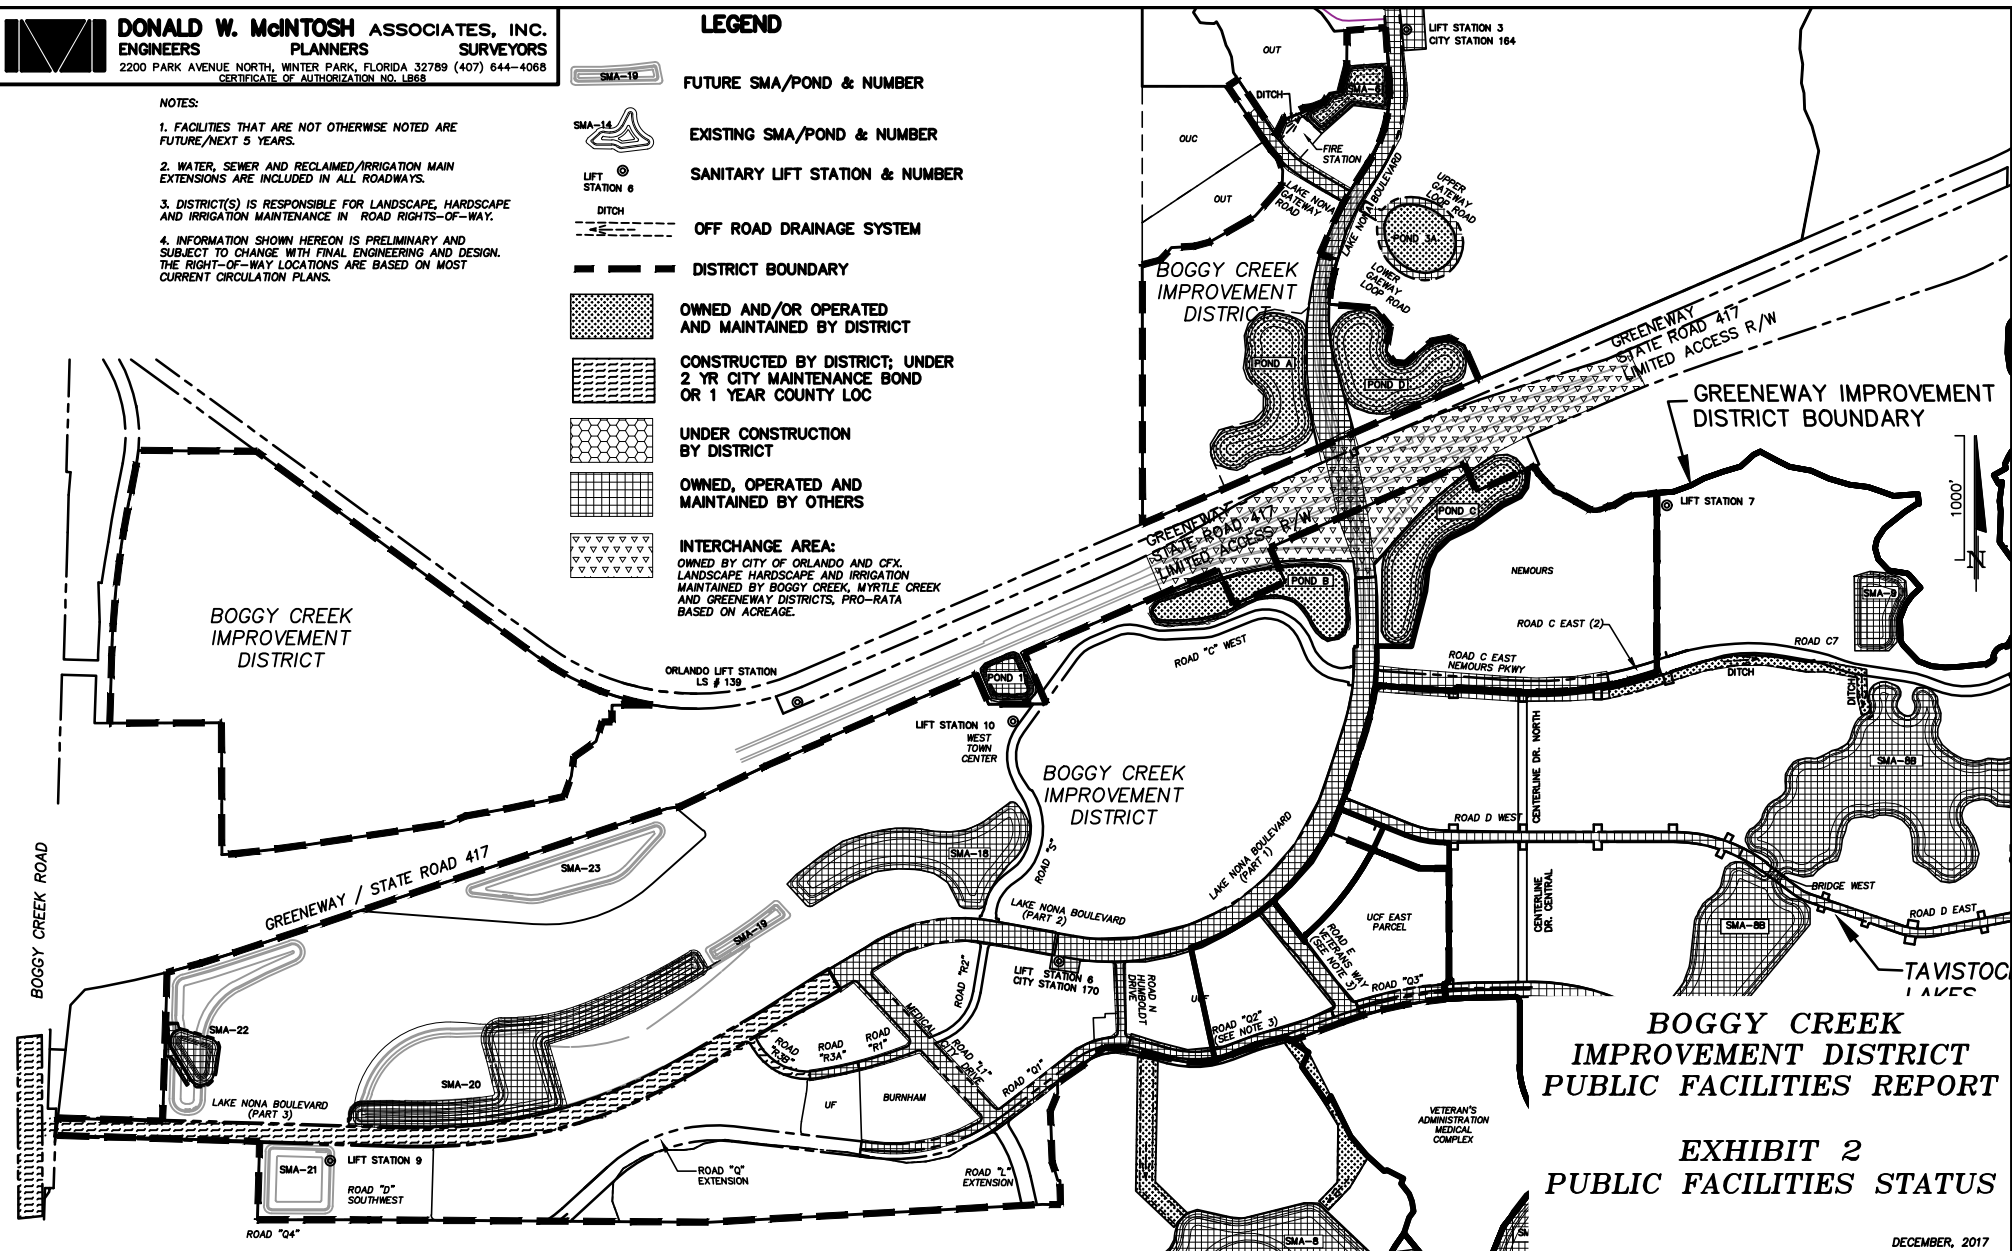 DONALD W. McINTOSH ASSOCIATES, INC.
ENGINEERS PLANNERS SURVEYORS
2200 PARK AVENUE NORTH, WINTER PARK, FLORIDA 32789 (407) 644-4068
CERTIFICATE OF AUTHORIZATION NO. LB68
NOTES:
1. FACILITIES THAT ARE NOT OTHERWISE NOTED ARE
FUTURE/NEXT 5 YEARS.
2. WATER, SEWER AND RECLAIMED/IRRIGATION MAIN
EXTENSIONS ARE INCLUDED IN ALL ROADWAYS.
3. DISTRICT(S) IS RESPONSIBLE FOR LANDSCAPE, HARDSCAPE
AND IRRIGATION MAINTENANCE IN ROAD RIGHTS-OF-WAY.
4. INFORMATION SHOWN HEREON IS PRELIMINARY AND
SUBJECT TO CHANGE WITH FINAL ENGINEERING AND DESIGN.
THE RIGHT-OF-WAY LOCATIONS ARE BASED ON MOST
CURRENT CIRCULATION PLANS.
LEGEND
SMA-19
FUTURE SMA/POND & NUMBER
SMA-14
EXISTING SMA/POND & NUMBER
LIFT
STATION 6
SANITARY LIFT STATION & NUMBER
DITCH
OFF ROAD DRAINAGE SYSTEM
DISTRICT BOUNDARY
OWNED AND/OR OPERATED
AND MAINTAINED BY DISTRICT
CONSTRUCTED BY DISTRICT; UNDER
2 YR CITY MAINTENANCE BOND
OR 1 YEAR COUNTY LOC
UNDER CONSTRUCTION
BY DISTRICT
OWNED, OPERATED AND
MAINTAINED BY OTHERS
INTERCHANGE AREA:
OWNED BY CITY OF ORLANDO AND CFX.
LANDSCAPE HARDSCAPE AND IRRIGATION
MAINTAINED BY BOGGY CREEK, MYRTLE CREEK
AND GREENEWAY DISTRICTS, PRO-RATA
BASED ON ACREAGE.
LIFT STATION 3
CITY STATION 164
OUT
DITCH
SMA-6
OUC
FIRE
STATION
OUT
LAKE NONA
GATEWAY
ROAD
LAKE NONA BOULEVARD
UPPER
GATEWAY
LOOP ROAD
POND 3A
LOWER
GAEWAY
LOOP ROAD
BOGGY CREEK
IMPROVEMENT
DISTRICT
POND A
POND D
GREENEWAY
STATE ROAD 417
LIMITED ACCESS R/W
GREENEWAY IMPROVEMENT
DISTRICT BOUNDARY
1000'
N
LIFT STATION 7
POND C
GREENEWAY
STATE ROAD 417
LIMITED ACCESS R/W
POND B
NEMOURS
SMA-9
ROAD C EAST (2)
ROAD C7
ROAD C EAST
NEMOURS PKWY
DITCH
DITCH
ROAD "C" WEST
BOGGY CREEK
IMPROVEMENT
DISTRICT
ORLANDO LIFT STATION
LS # 139
POND 1
LIFT STATION 10
WEST
TOWN
CENTER
CENTERLINE DR. NORTH
SMA-8B
BOGGY CREEK
IMPROVEMENT
DISTRICT
ROAD D WEST
GREENEWAY / STATE ROAD 417
SMA-23
SMA-18
ROAD "S"
LAKE NONA BOULEVARD
(PART 1)
LAKE NONA BOULEVARD
(PART 2)
CENTERLINE
DR. CENTRAL
BRIDGE WEST
ROAD D EAST
SMA-8B
UCF EAST
PARCEL
ROAD E
VETERANS WAY
(SEE NOTE 3)
BOGGY CREEK ROAD
SMA-19
ROAD "R2"
LIFT STATION 6
CITY STATION 170
ROAD N
HUMBOLDT
DRIVE
UCF
ROAD "Q3"
TAVISTOC
LAKES
SMA-22
ROAD "Q2"
(SEE NOTE 3)
ROAD
"R3B"
ROAD
"R3A"
ROAD
"R1"
MEDICAL
CITY DRIVE
ROAD "L1"
ROAD "Q1"
SMA-20
LAKE NONA BOULEVARD
(PART 3)
UF
BURNHAM
VETERAN'S
ADMINISTRATION
MEDICAL
COMPLEX
SMA-21
LIFT STATION 9
ROAD "D"
SOUTHWEST
ROAD "Q"
EXTENSION
ROAD "L"
EXTENSION
ROAD "Q4"
SMA-8
BOGGY CREEK
IMPROVEMENT DISTRICT
PUBLIC FACILITIES REPORT
EXHIBIT 2
PUBLIC FACILITIES STATUS
DECEMBER, 2017